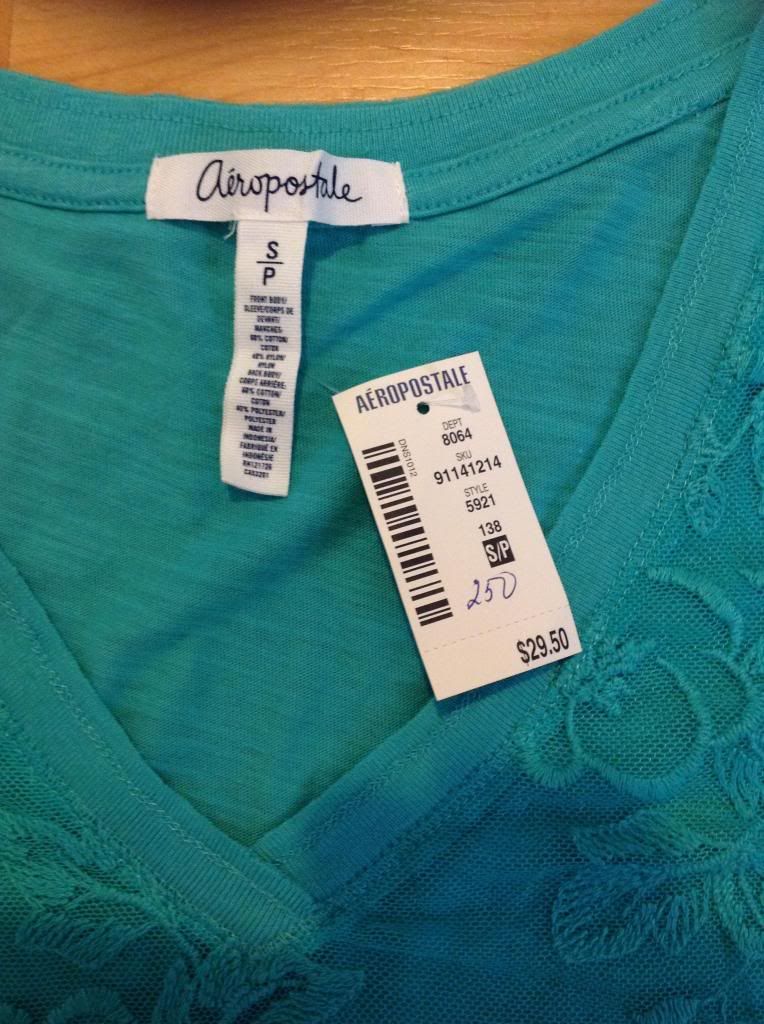 aéropostale
S
P
FRONT BODY/
SLEEVE/CORPS DE
DEVANT/
MANCHES:
60% COTTON/
COTON
40% NYLON/
NYLON
BACK BODY/
CORPS ARRIÈRE:
60% COTTON/
COTON
40% POLYESTER/
POLYESTER
MADE IN
INDONESIA/
FABRIQUÉ EN
INDONÉSIE
RN121726
AÉROPOSTALE
DNS1012
DEPT
8064
SKU
91141214
STYLE
5921
138
S/P
250
$29.50